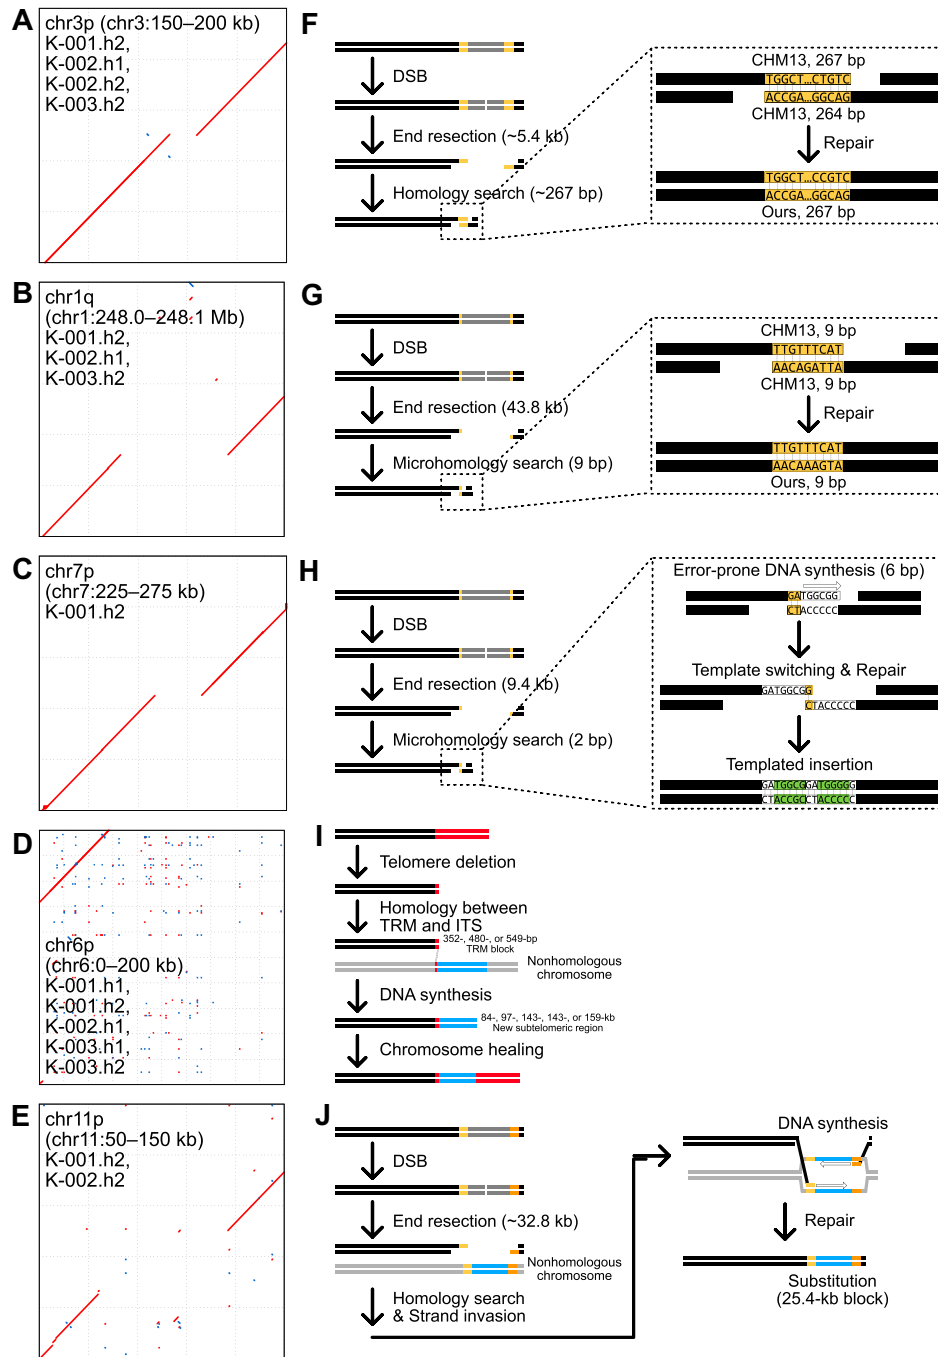 A
chr3p (chr3:150–200 kb)
K-001.h2,
K-002.h1,
K-002.h2,
K-003.h2
B
chr1q
(chr1:248.0–248.1 Mb)
K-001.h2,
K-002.h1,
K-003.h2
C
chr7p
(chr7:225–275 kb)
K-001.h2
D
chr6p
(chr6:0–200 kb)
K-001.h1,
K-001.h2,
K-002.h1,
K-003.h1,
K-003.h2
E
chr11p
(chr11:50–150 kb)
K-001.h2,
K-002.h2
F
DSB
End resection (~5.4 kb)
Homology search (~267 bp)
CHM13, 267 bp
TGGCT…CTGTC
ACCGA…GGCAG
CHM13, 264 bp
Repair
TGGCT…CCGTC
ACCGA…GGCAG
Ours, 267 bp
G
DSB
End resection (43.8 kb)
Microhomology search (9 bp)
CHM13, 9 bp
TTGTTTCAT
AACAGATTA
CHM13, 9 bp
Repair
TTGTTTCAT
AACAAAGTA
Ours, 9 bp
H
DSB
End resection (9.4 kb)
Microhomology search (2 bp)
Error-prone DNA synthesis (6 bp)
GATGGCGG
CTACCCCC
Template switching & Repair
GATGGCGG
CTACCCCC
Templated insertion
GATGGCGGATGGGGG
CTACCGCCTACCCCC
I
Telomere deletion
Homology between
TRM and ITS
352-, 480-, or 549-bp
TRM block
Nonhomologous
chromosome
DNA synthesis
84-, 97-, 143-, 143-, or 159-kb
New subtelomeric region
Chromosome healing
J
DSB
End resection (~32.8 kb)
Nonhomologous
chromosome
Homology search
& Strand invasion
DNA synthesis
Repair
Substitution
(25.4-kb block)